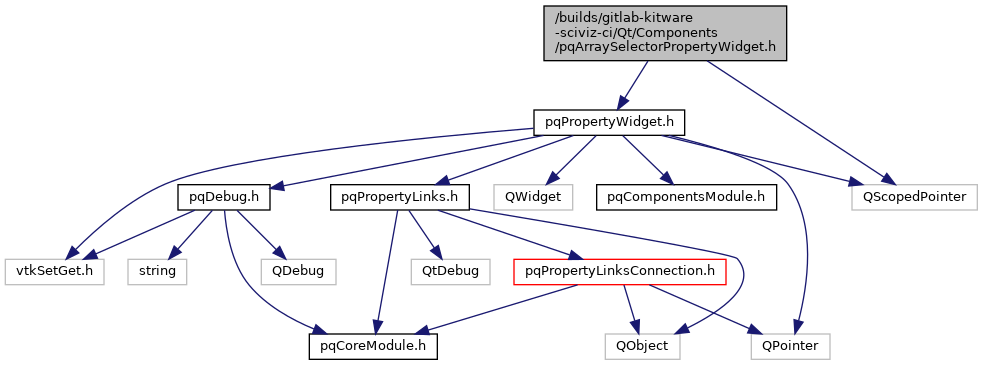 /builds/gitlab-kitware
-sciviz-ci/Qt/Components
/pqArraySelectorPropertyWidget.h
pqPropertyWidget.h
pqDebug.h
pqPropertyLinks.h
QWidget
pqComponentsModule.h
QScopedPointer
vtkSetGet.h
string
QDebug
QtDebug
pqPropertyLinksConnection.h
pqCoreModule.h
QObject
QPointer